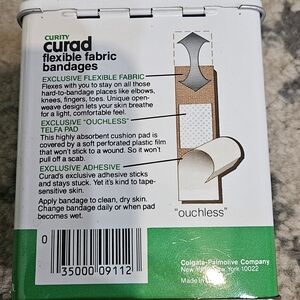 CURITY
curad
flexible fabric
bandages
EXCLUSIVE FLEXIBLE FABRIC
Flexes with you to stay on all those
hard-to-bandage places like elbows,
knees, fingers, toes. Unique open-
weave design lets your skin breathe
for a light, comfortable feel.
EXCLUSIVE "OUCHLESS"
TELFA PAD
This highly absorbent cushion pad is
covered by a soft perforated plastic film
that won't stick to a wound. So it won't
pull off a scab.
EXCLUSIVE ADHESIVE
Curad's exclusive adhesive sticks
and stays stuck. Yet it's kind to tape-
sensitive skin.
Apply bandage to clean, dry skin.
Change bandage daily or when pad
becomes wet.
"ouchless"
0
35000 09112
Colgate-Palmolive Company
New York, New York 10022
Made in